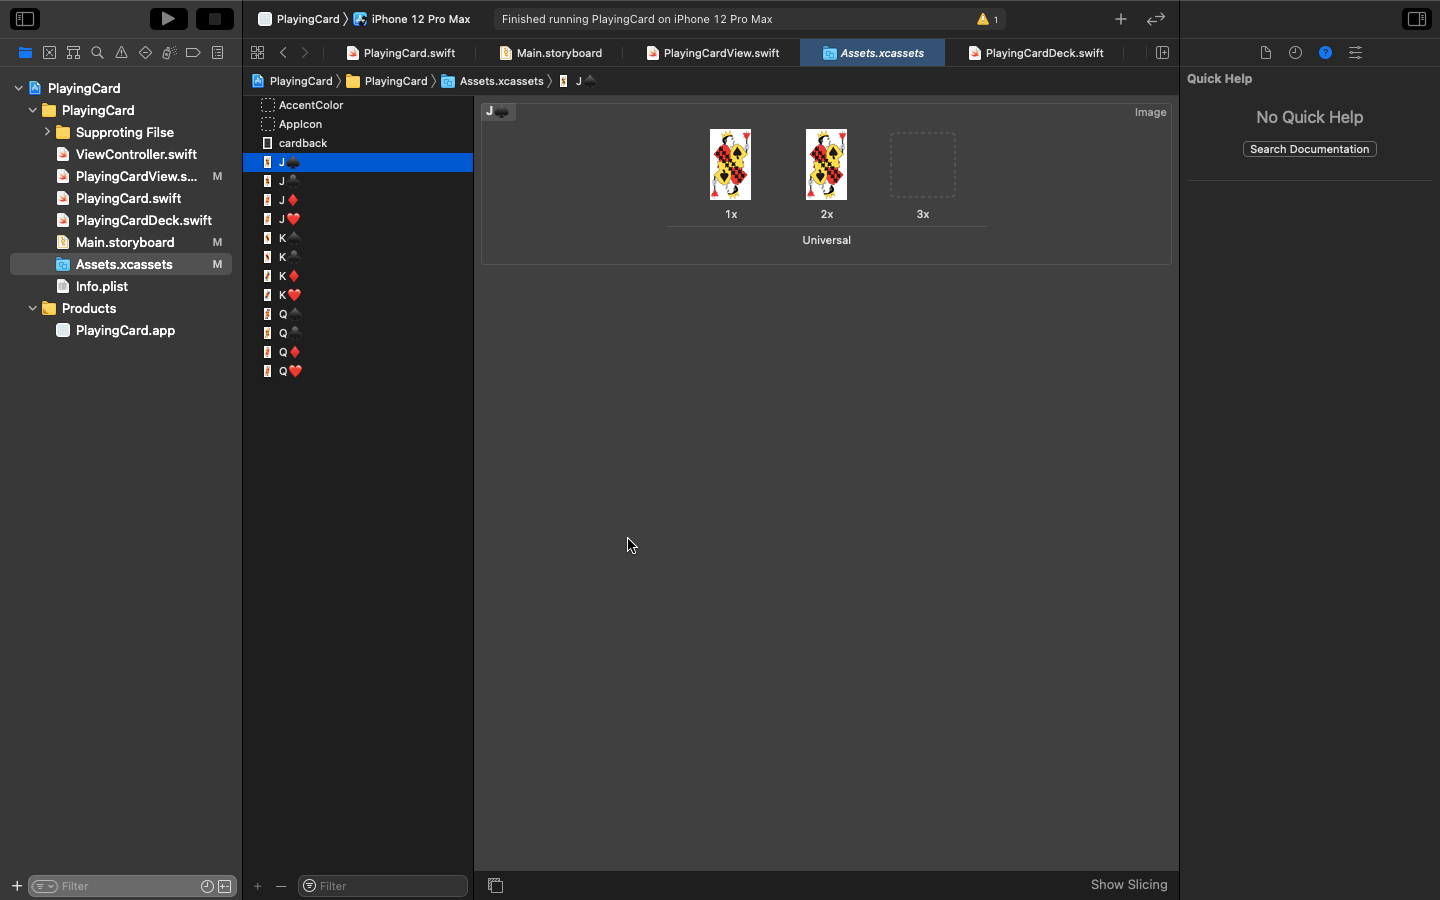 PlayingCard 〉 iPhone 12 Pro Max
Finished running PlayingCard on iPhone 12 Pro Max
1
PlayingCard.swift
Main.storyboard
PlayingCardView.swift
Assets.xcassets
PlayingCardDeck.swift
PlayingCard 〉 PlayingCard 〉 Assets.xcassets 〉 J♠️
PlayingCard
PlayingCard
Supproting Filse
ViewController.swift
PlayingCardView.s... M
PlayingCard.swift
PlayingCardDeck.swift
Main.storyboard M
Assets.xcassets M
Info.plist
Products
PlayingCard.app
Filter
AccentColor
AppIcon
cardback
J♠️
J♣️
J♦️
J❤️
K♠️
K♣️
K♦️
K❤️
Q♠️
Q♣️
Q♦️
Q❤️
Filter
J♠️
Image
1x
2x
3x
Universal
Show Slicing
Quick Help
No Quick Help
Search Documentation